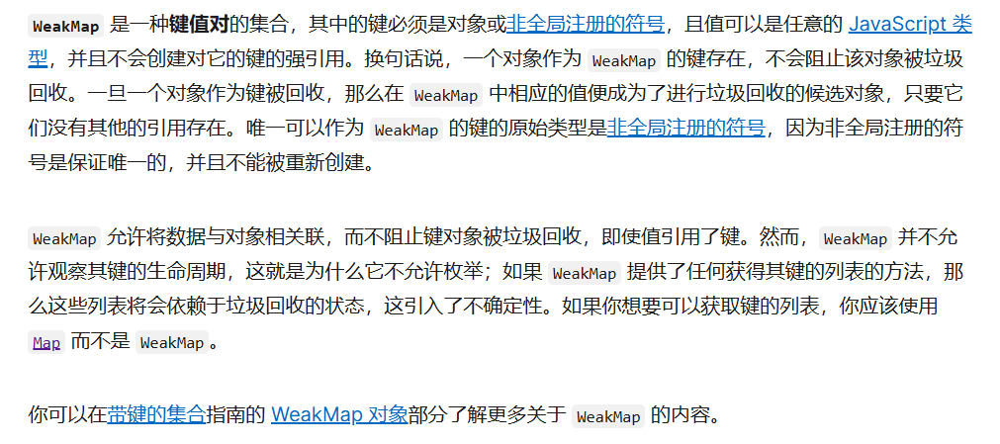 WeakMap 是一种键值对的集合，其中的键必须是对象或非全局注册的符号，且值可以是任意的 JavaScript 类
型，并且不会创建对它的键的强引用。换句话说，一个对象作为 WeakMap 的键存在，不会阻止该对象被垃圾
回收。一旦一个对象作为键被回收，那么在 WeakMap 中相应的值便成为了进行垃圾回收的候选对象，只要它
们没有其他的引用存在。唯一可以作为 WeakMap 的键的原始类型是非全局注册的符号，因为非全局注册的符
号是保证唯一的，并且不能被重新创建。
WeakMap 允许将数据与对象相关联，而不阻止键对象被垃圾回收，即使值引用了键。然而，WeakMap 并不允
许观察其键的生命周期，这就是为什么它不允许枚举；如果 WeakMap 提供了任何获得其键的列表的方法，那
么这些列表将会依赖于垃圾回收的状态，这引入了不确定性。如果你想要可以获取键的列表，你应该使用
Map 而不是 WeakMap。
你可以在带键的集合指南的 WeakMap 对象部分了解更多关于 WeakMap 的内容。